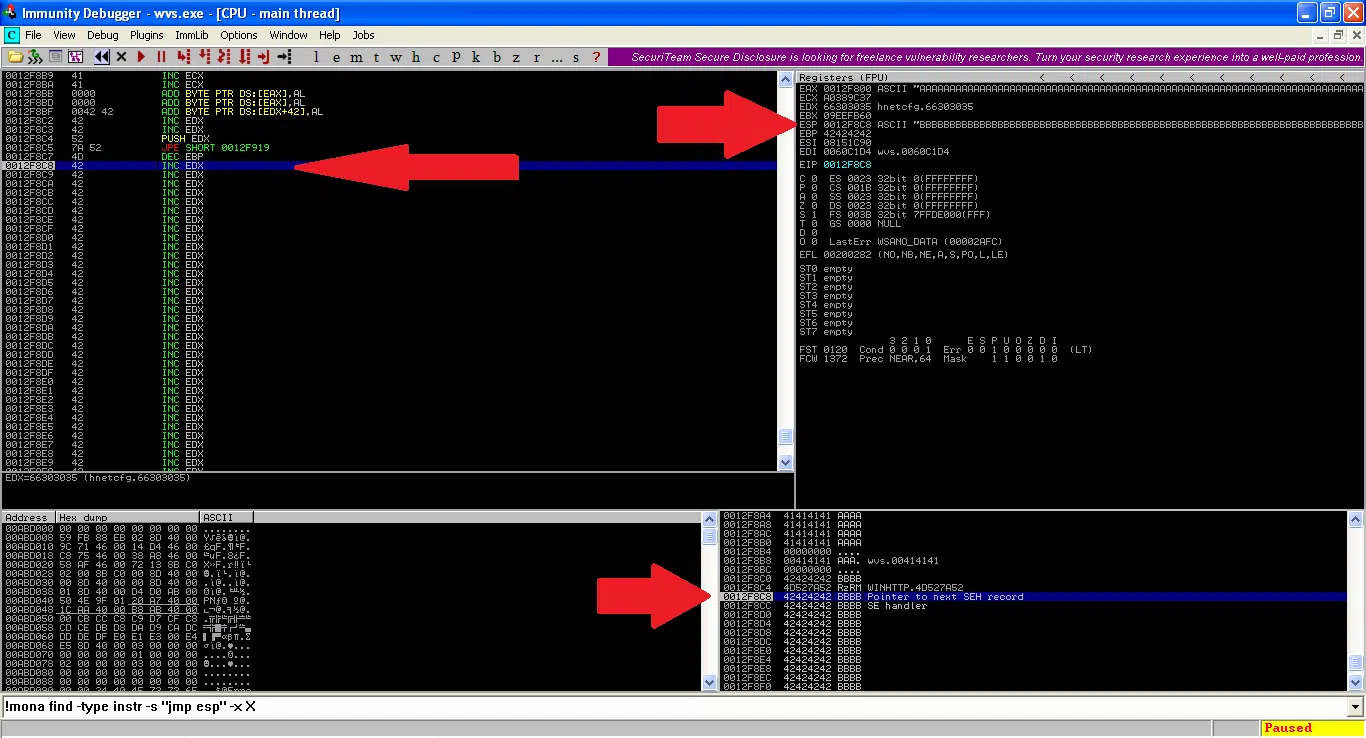 Immunity Debugger - wvs.exe - [CPU - main thread]
C File View Debug Plugins ImmLib Options Window Help Jobs
l e m t w h c P k b z r ... s ? SecuriTeam Secure Disclosure is looking for freelance vulnerability researchers. Turn your security research experience into a well-paid profession.
0012F8B9 41 INC ECX
0012F8BA 41 INC ECX
0012F8BB 0000 ADD BYTE PTR DS:[EAX],AL
0012F8BD 0000 ADD BYTE PTR DS:[EAX],AL
0012F8BF 0042 42 ADD BYTE PTR DS:[EDX+42],AL
0012F8C2 42 INC EDX
0012F8C3 42 INC EDX
0012F8C4 52 PUSH EDX
0012F8C5 7A 52 JPE SHORT 0012F919
0012F8C7 4D DEC EBP
0012F8C8 42 INC EDX
0012F8C9 42 INC EDX
0012F8CA 42 INC EDX
0012F8CB 42 INC EDX
0012F8CC 42 INC EDX
0012F8CD 42 INC EDX
0012F8CE 42 INC EDX
0012F8CF 42 INC EDX
0012F8D0 42 INC EDX
0012F8D1 42 INC EDX
0012F8D2 42 INC EDX
0012F8D3 42 INC EDX
0012F8D4 42 INC EDX
0012F8D5 42 INC EDX
0012F8D6 42 INC EDX
0012F8D7 42 INC EDX
0012F8D8 42 INC EDX
0012F8D9 42 INC EDX
0012F8DA 42 INC EDX
0012F8DB 42 INC EDX
0012F8DC 42 INC EDX
0012F8DD 42 INC EDX
0012F8DE 42 INC EDX
0012F8DF 42 INC EDX
0012F8E0 42 INC EDX
0012F8E1 42 INC EDX
0012F8E2 42 INC EDX
0012F8E3 42 INC EDX
0012F8E4 42 INC EDX
0012F8E5 42 INC EDX
0012F8E6 42 INC EDX
0012F8E7 42 INC EDX
0012F8E8 42 INC EDX
0012F8E9 42 INC EDX
EDX=66303035 (hnetcfg.66303035)
Registers (FPU) < < < < < < < < < < <
EAX 0012F800 ASCII "AAAAAAAAAAAAAAAAAAAAAAAAAAAAAAAAAAAAAAAAAAAAAAAAAAAAAAAAAAAAAAAAAAAAAAAAA
ECX A0389C37
EDX 66303035 hnetcfg.66303035
EBX 09EEFB60
ESP 0012F8C8 ASCII "BBBBBBBBBBBBBBBBBBBBBBBBBBBBBBBBBBBBBBBBBBBBBBBBBBBBBBBBBBBBBBBBBBBBBBBBB
EBP 42424242
ESI 08151C90
EDI 0060C1D4 wvs.0060C1D4
EIP 0012F8C8
C 0 ES 0023 32bit 0(FFFFFFFF)
P 0 CS 001B 32bit 0(FFFFFFFF)
A 0 SS 0023 32bit 0(FFFFFFFF)
Z 0 DS 0023 32bit 0(FFFFFFFF)
S 1 FS 003B 32bit 7FFDE000(FFF)
T 0 GS 0000 NULL
D 0
O 0 LastErr WSANO_DATA (00002AFC)
EFL 00200282 (NO,NB,NE,A,S,PO,L,LE)
ST0 empty
ST1 empty
ST2 empty
ST3 empty
ST4 empty
ST5 empty
ST6 empty
ST7 empty
3 2 1 0 E S P U O Z D I
FST 0120 Cond 0 0 0 1 Err 0 0 1 0 0 0 0 0 (LT)
FCW 1372 Prec NEAR,64 Mask 1 1 0 0 1 0
Address Hex dump ASCII
00ABD000 00 00 00 00 00 00 00 00
00ABD008 59 FB 88 EB 02 8D 40 00
00ABD010 9C 71 46 00 14 D4 46 00
00ABD018 C8 75 46 00 38 A8 46 00
00ABD020 58 AF 46 00 72 13 8B C0
00ABD028 02 00 8B C0 00 8D 40 00
00ABD030 00 8D 40 00 00 8D 40 00
00ABD038 01 8D 40 00 D4 D0 AB 00
00ABD040 50 4E 9F 01 20 A7 40 00
00ABD048 1C AA 40 00 B8 AB 40 00
00ABD050 00 CB CC C8 C9 D7 CF C8
00ABD058 CD CE DB D8 DA D9 CA DC
00ABD060 DD DE DF E0 E1 E3 00 E4
00ABD068 E5 8D 40 00 03 00 00 00
00ABD070 00 00 00 00 01 00 00 00
00ABD078 02 00 00 00 03 00 00 00
00ABD080 00 00 00 00 00 00 00 00
0012F8A4 41414141 AAAA
0012F8A8 41414141 AAAA
0012F8AC 41414141 AAAA
0012F8B0 41414141 AAAA
0012F8B4 00000000 ....
0012F8B8 00414141 AAA. wvs.00414141
0012F8BC 00000000 ....
0012F8C0 42424242 BBBB
0012F8C4 4D527A52 RzRM WINHTTP.4D527A52
0012F8C8 42424242 BBBB Pointer to next SEH record
0012F8CC 42424242 BBBB SE handler
0012F8D0 42424242 BBBB
0012F8D4 42424242 BBBB
0012F8D8 42424242 BBBB
0012F8DC 42424242 BBBB
0012F8E0 42424242 BBBB
0012F8E4 42424242 BBBB
0012F8E8 42424242 BBBB
0012F8EC 42424242 BBBB
0012F8F0 42424242 BBBB
!mona find -type instr -s "jmp esp" -x X
Paused